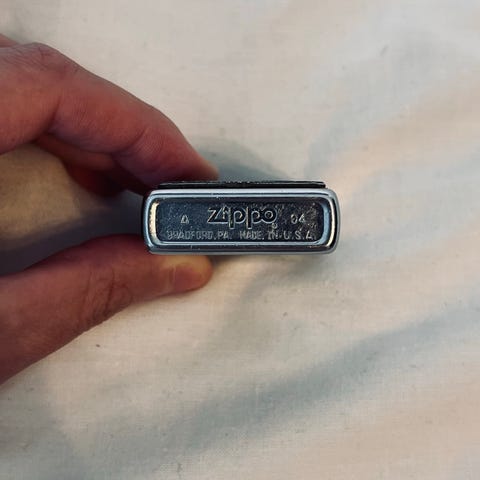 A Zippo 04
BRADFORD, PA. MADE IN U.S.A.